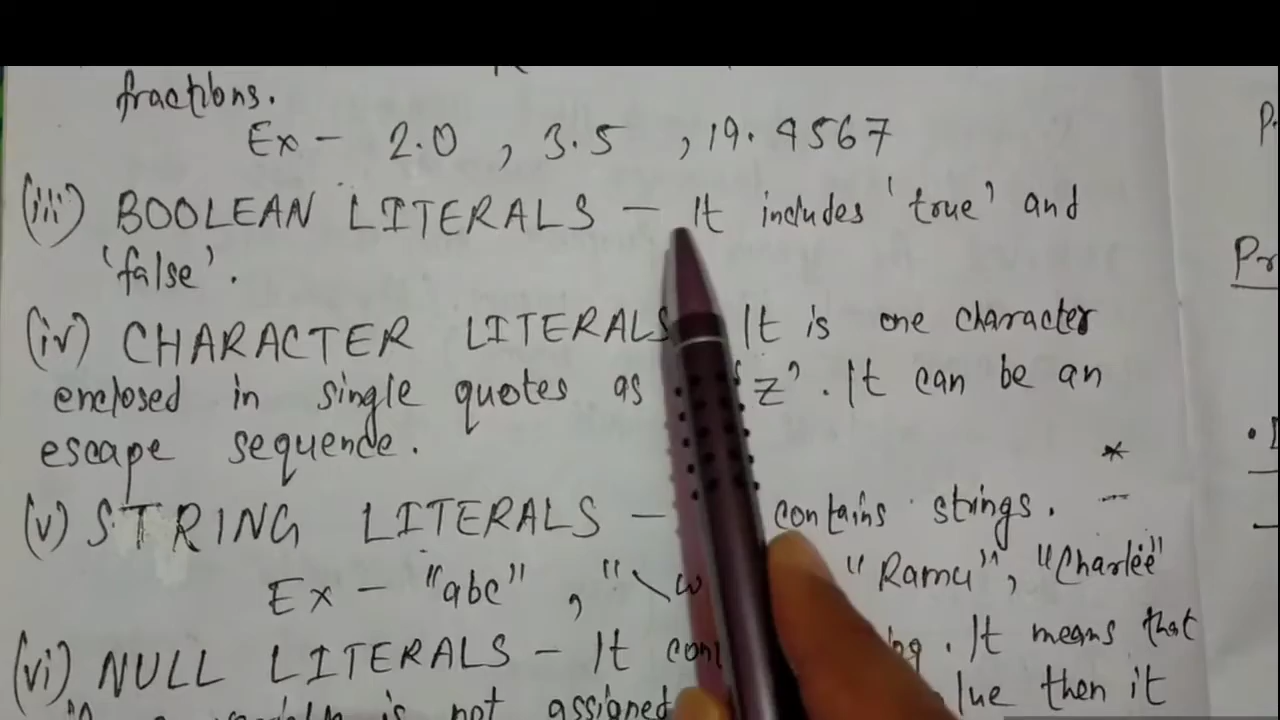 fractions.
Ex - 2.0 , 3.5 , 19.4567
(iii) BOOLEAN LITERALS - It includes 'true' and
'false'.
(iv) CHARACTER LITERALS It is one character
enclosed in single quotes as 'z'. It can be an
escape sequence.
*
(v) STRING LITERALS - contains strings.
Ex - "abc" , "\w "Ramu", "Charlee"
(vi) NULL LITERALS - It . It means that
is not assigned then it